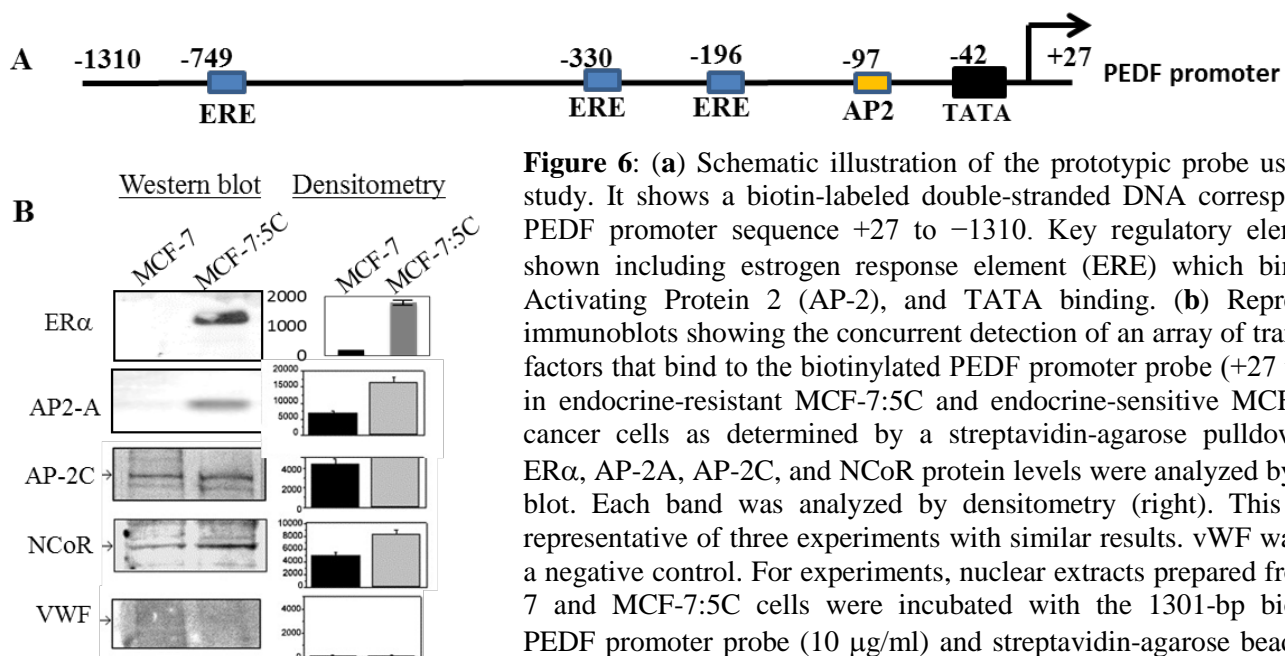 A
-1310 -749 -330 -196 -97 -42 +27 PEDF promoter
ERE ERE ERE AP2 TATA
Western blot Densitometry
B
MCF-7 MCF-7:5C MCF-7 MCF-7:5C
ERα
2000
1000
0
AP2-A
20000
15000
10000
5000
0
AP-2C
4000
2000
0
NCoR
10000
8000
6000
4000
2000
0
VWF
4000
2000
0
Figure 6: (a) Schematic illustration of the prototypic probe us
study. It shows a biotin-labeled double-stranded DNA corresp
PEDF promoter sequence +27 to −1310. Key regulatory ele
shown including estrogen response element (ERE) which bin
Activating Protein 2 (AP-2), and TATA binding. (b) Repr
immunoblots showing the concurrent detection of an array of tra
factors that bind to the biotinylated PEDF promoter probe (+27
in endocrine-resistant MCF-7:5C and endocrine-sensitive MCF
cancer cells as determined by a streptavidin-agarose pulldow
ERα, AP-2A, AP-2C, and NCoR protein levels were analyzed by
blot. Each band was analyzed by densitometry (right). This
representative of three experiments with similar results. vWF wa
a negative control. For experiments, nuclear extracts prepared fr
7 and MCF-7:5C cells were incubated with the 1301-bp bio
PEDF promoter probe (10 μg/ml) and streptavidin-agarose bead